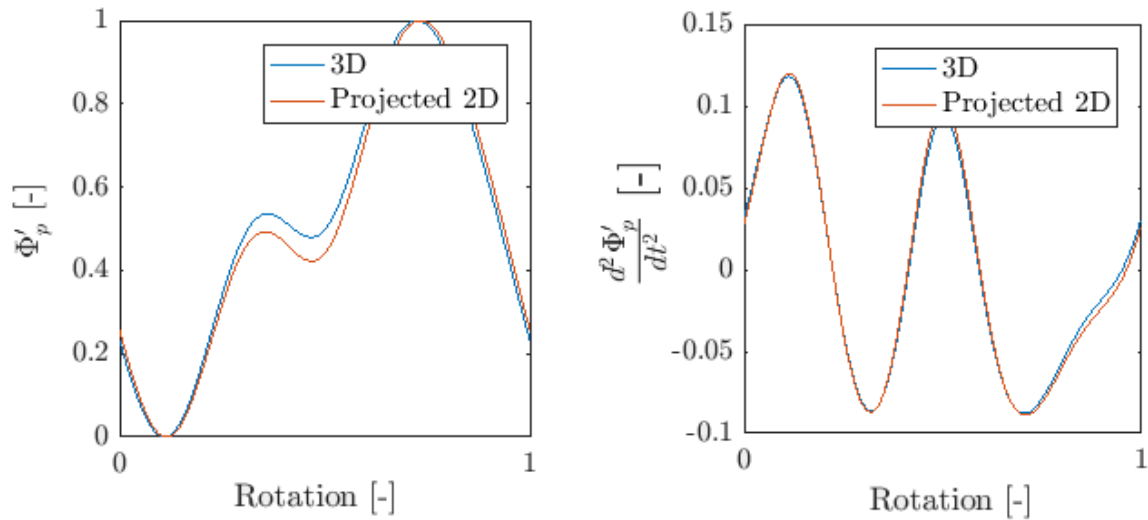 1
0.8
0.6
0.4
0.2
0
0
1
Φ′p [-]
Rotation [-]
3D
Projected 2D
0.15
0.1
0.05
0
-0.05
-0.1
0
1
d²Φ′p
dt²
[-]
Rotation [-]
3D
Projected 2D